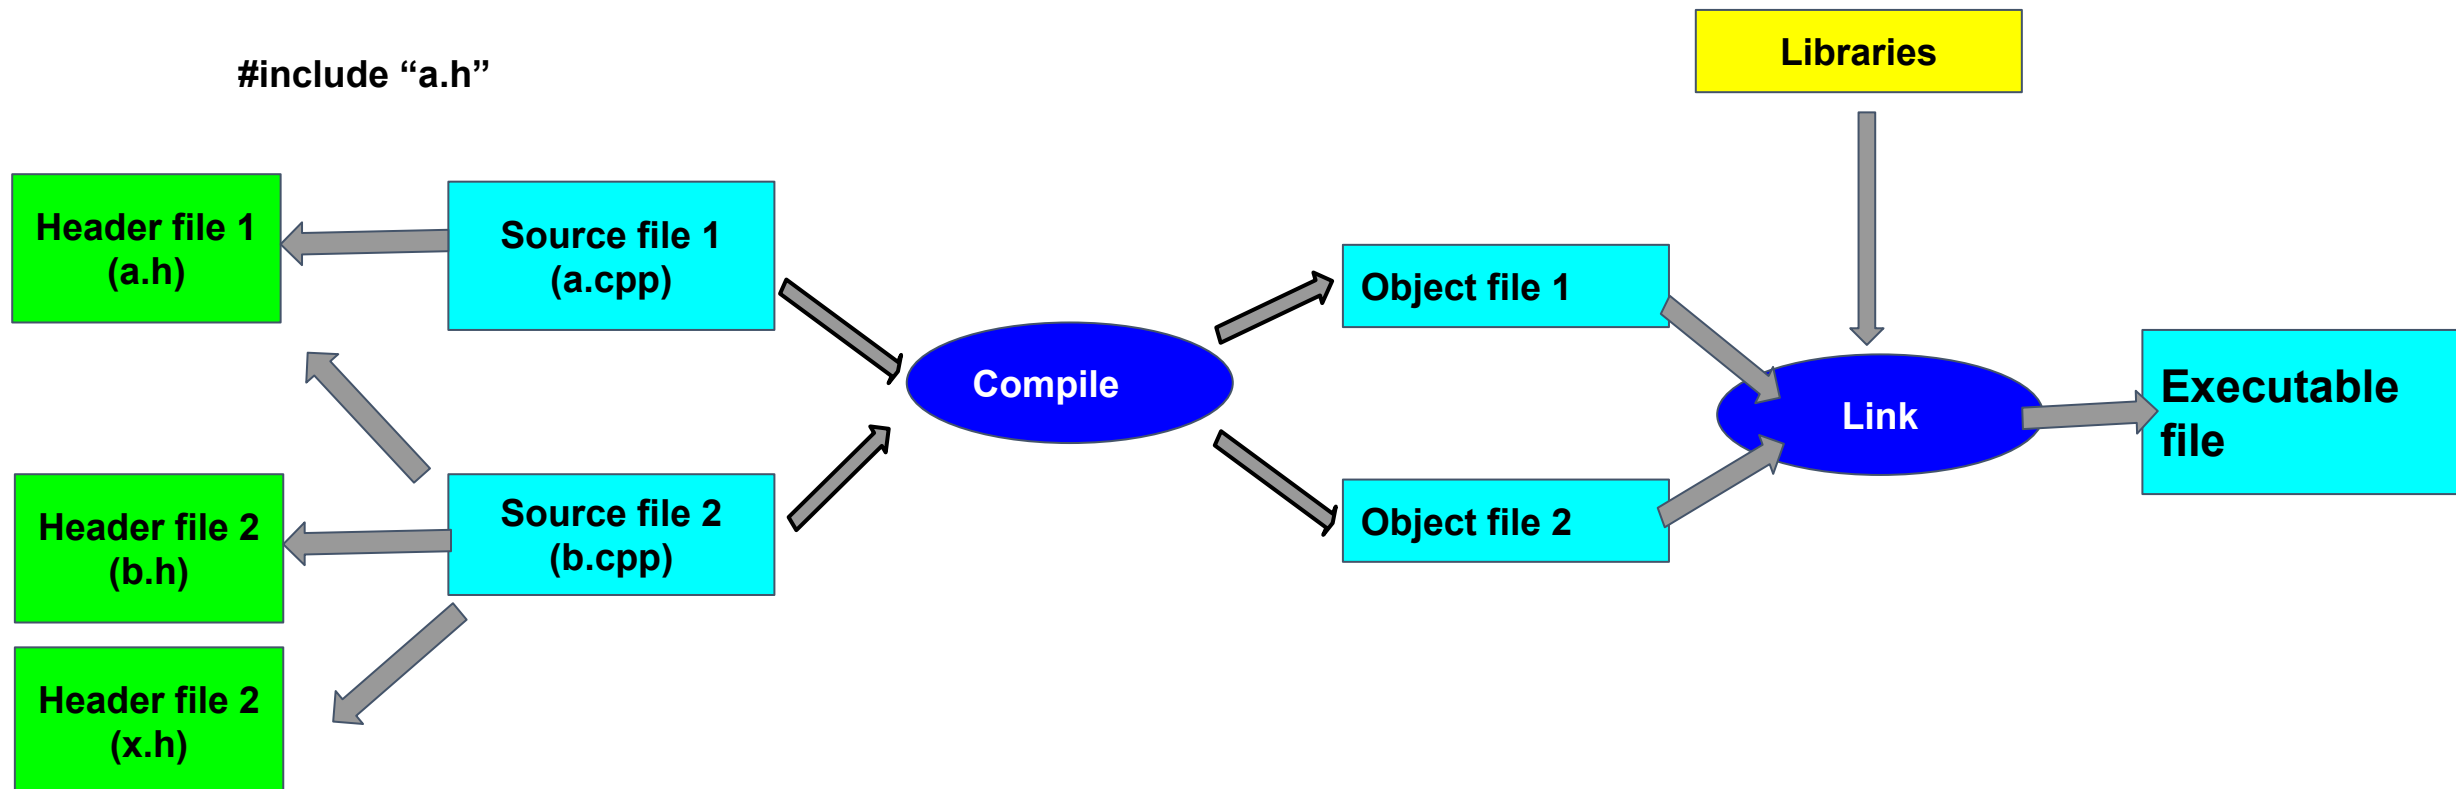 #include “a.h”
Libraries
Header file 1
(a.h)
Source file 1
(a.cpp)
Object file 1
Compile
Link
Executable
file
Header file 2
(b.h)
Source file 2
(b.cpp)
Object file 2
Header file 2
(x.h)